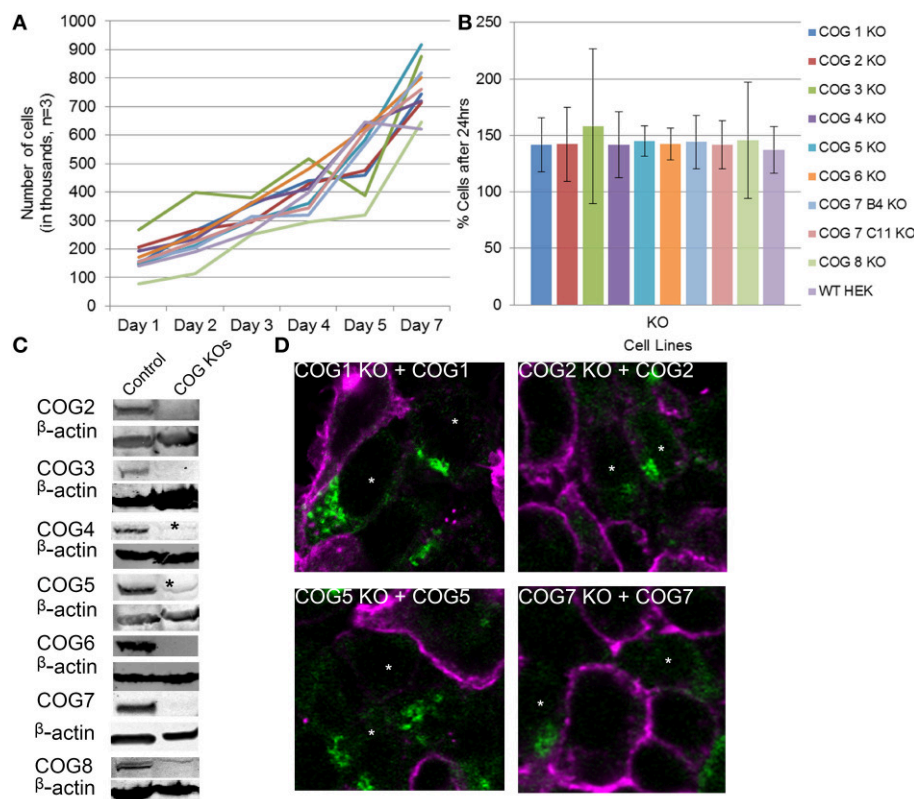 A
Number of cells
(in thousands, n=3)
1000
900
800
700
600
500
400
300
200
100
0
Day 1 Day 2 Day 3 Day 4 Day 5 Day 7
B
% Cells after 24hrs
250
200
150
100
50
0
KO
Cell Lines
COG 1 KO
COG 2 KO
COG 3 KO
COG 4 KO
COG 5 KO
COG 6 KO
COG 7 B4 KO
COG 7 C11 KO
COG 8 KO
WT HEK
C
Control COG KOs
COG2
β-actin
COG3
β-actin
COG4 *
β-actin
COG5 *
β-actin
COG6
β-actin
COG7
β-actin
COG8
β-actin
D
COG1 KO + COG1
* *
COG2 KO + COG2
* *
COG5 KO + COG5
* *
COG7 KO + COG7
* *